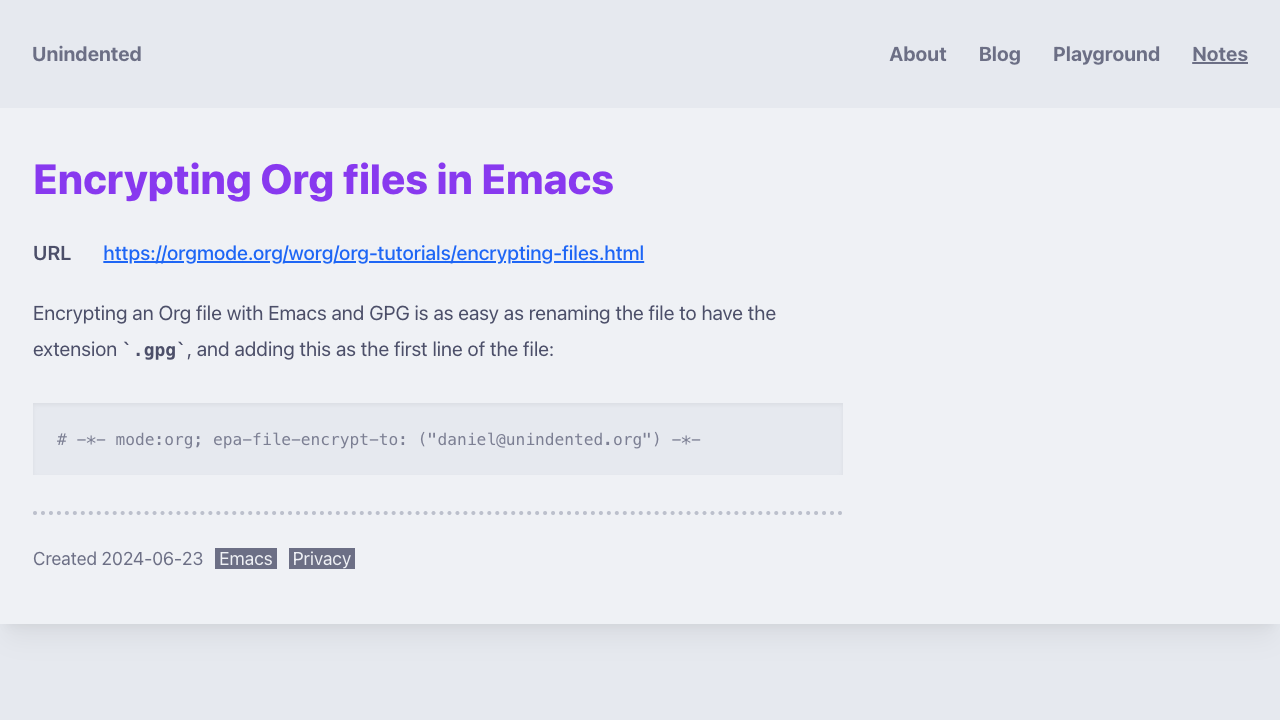 Unindented
About Blog Playground Notes
Encrypting Org files in Emacs
URL https://orgmode.org/worg/org-tutorials/encrypting-files.html
Encrypting an Org file with Emacs and GPG is as easy as renaming the file to have the
extension `.gpg`, and adding this as the first line of the file:
# -*- mode:org; epa-file-encrypt-to: ("daniel@unindented.org") -*-
Created 2024-06-23 Emacs Privacy